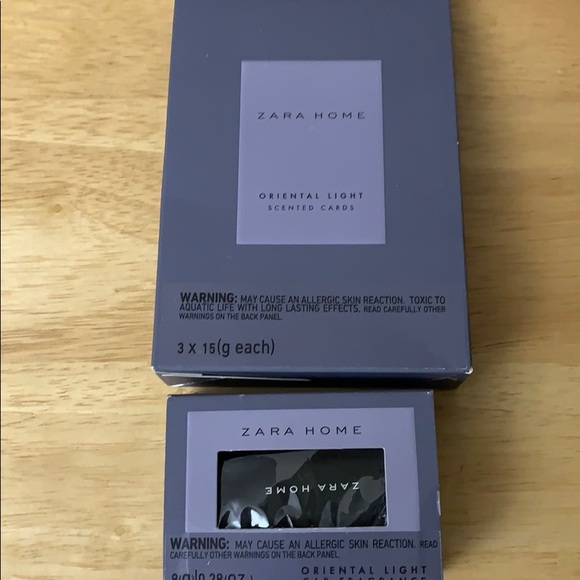 ZARA HOME
ORIENTAL LIGHT
SCENTED CARDS
WARNING: MAY CAUSE AN ALLERGIC SKIN REACTION. TOXIC TO
AQUATIC LIFE WITH LONG LASTING EFFECTS. READ CAREFULLY OTHER
WARNINGS ON THE BACK PANEL.
3 X 15(g each)
ZARA HOME
ZARA HOME
WARNING: MAY CAUSE AN ALLERGIC SKIN REACTION. READ
CAREFULLY OTHER WARNINGS ON THE BACK PANEL.
ORIENTAL LIGHT